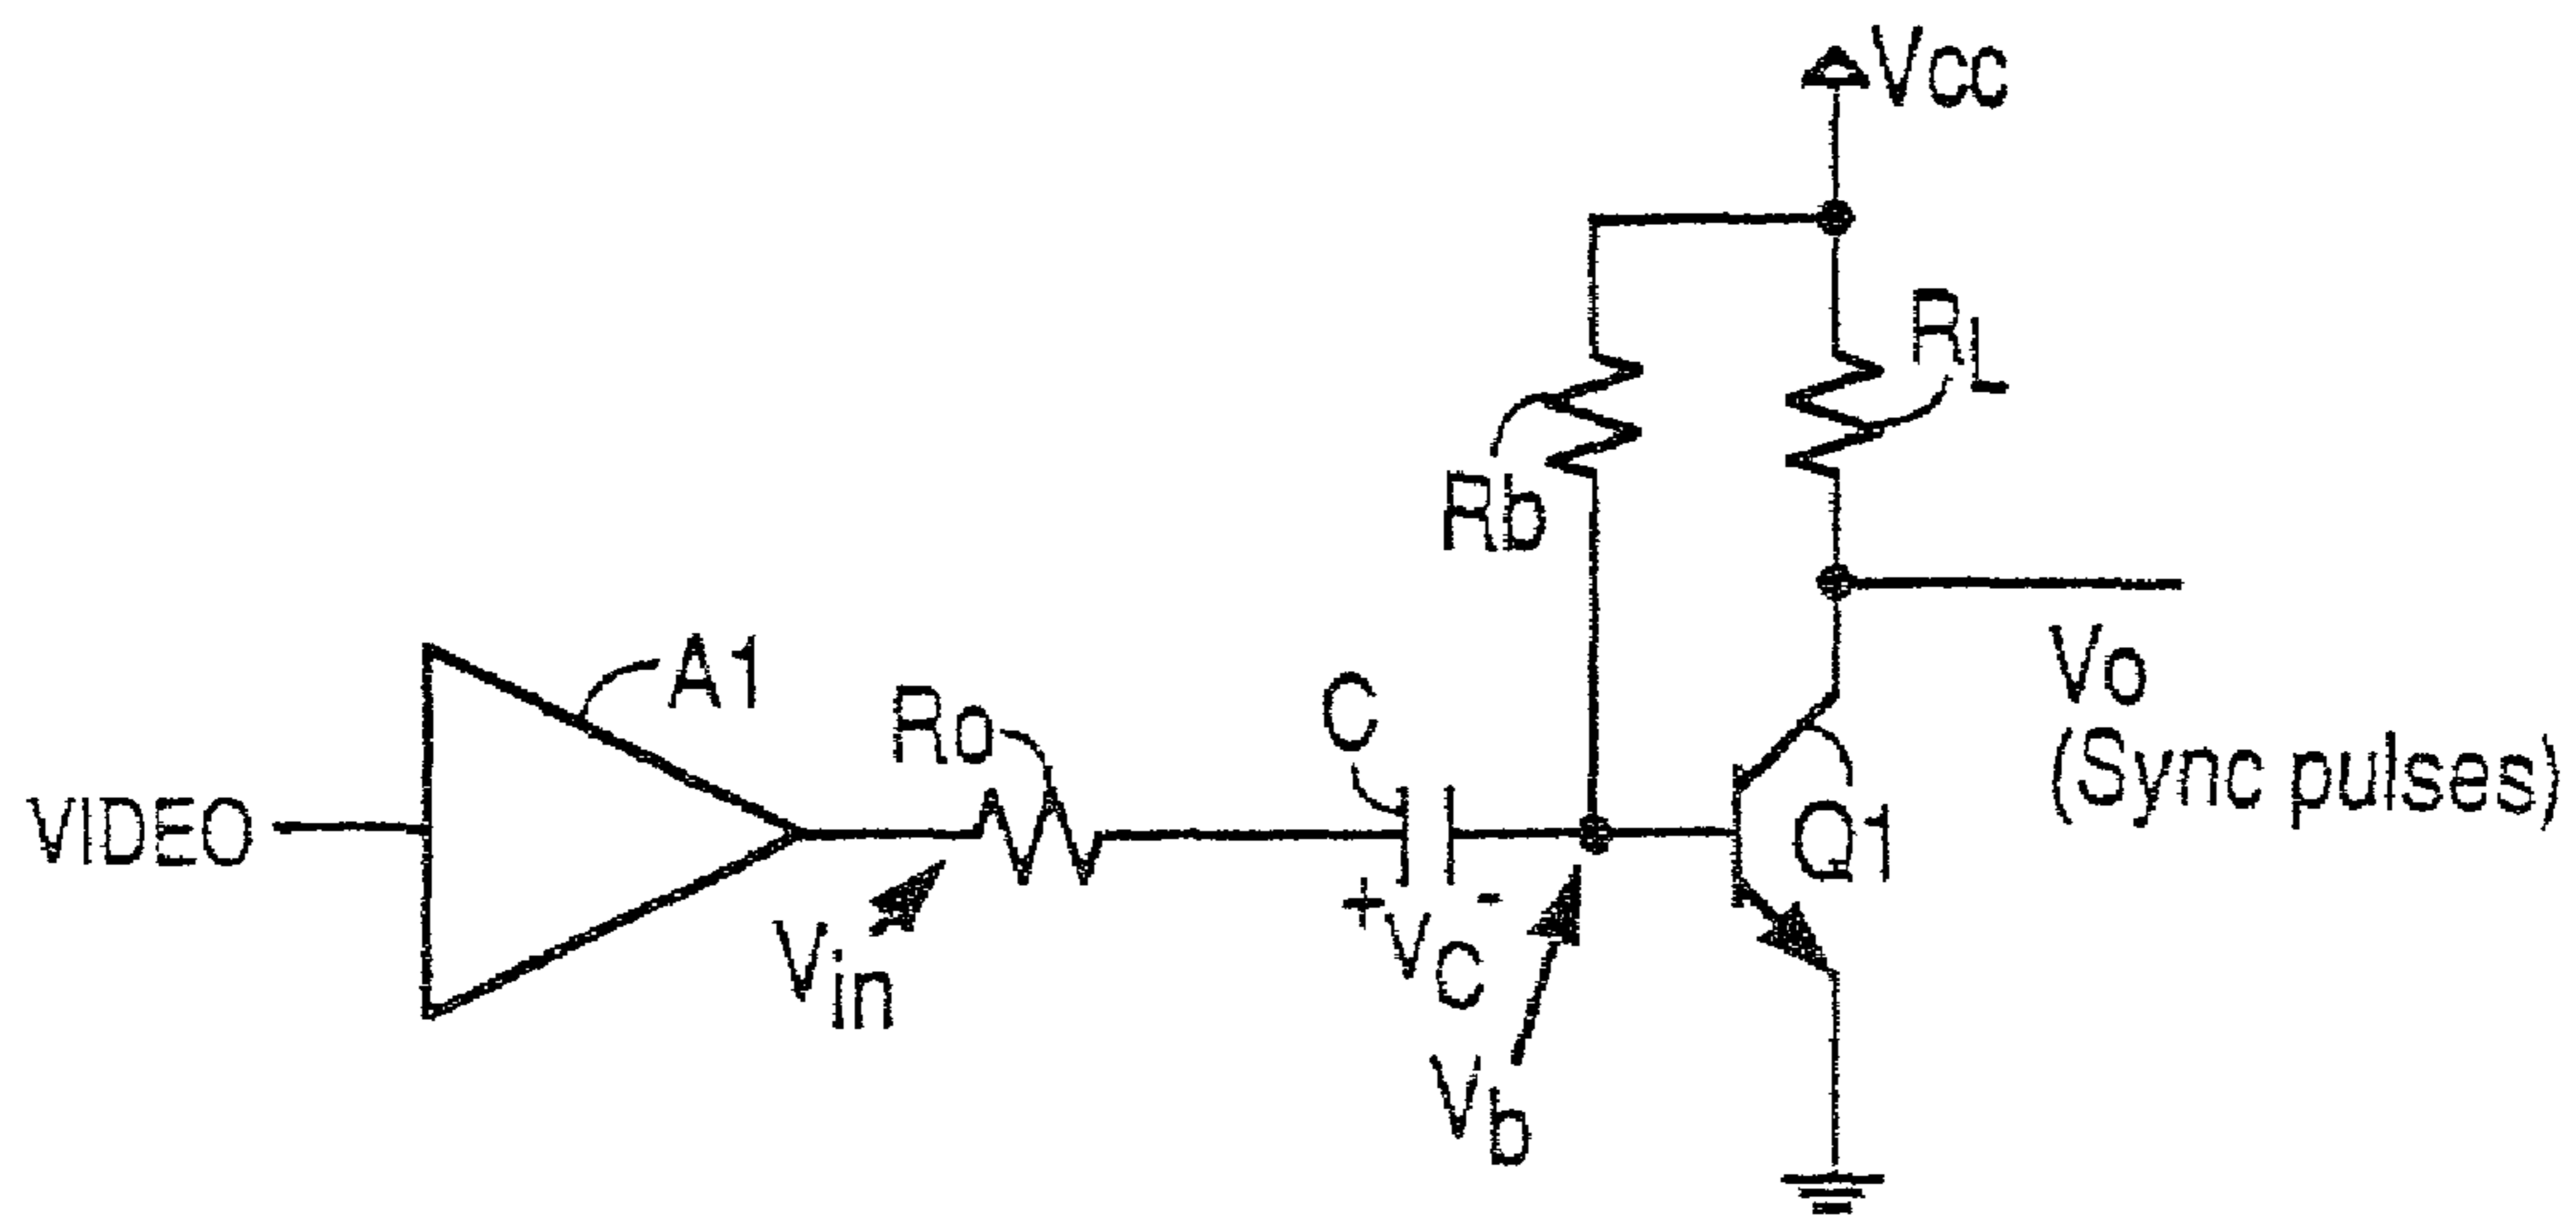 Vcc
RL
Rb
A1
Ro
C
VIDEO
Vin
+ VC -
Vb
Q1
Vo
(Sync pulses)